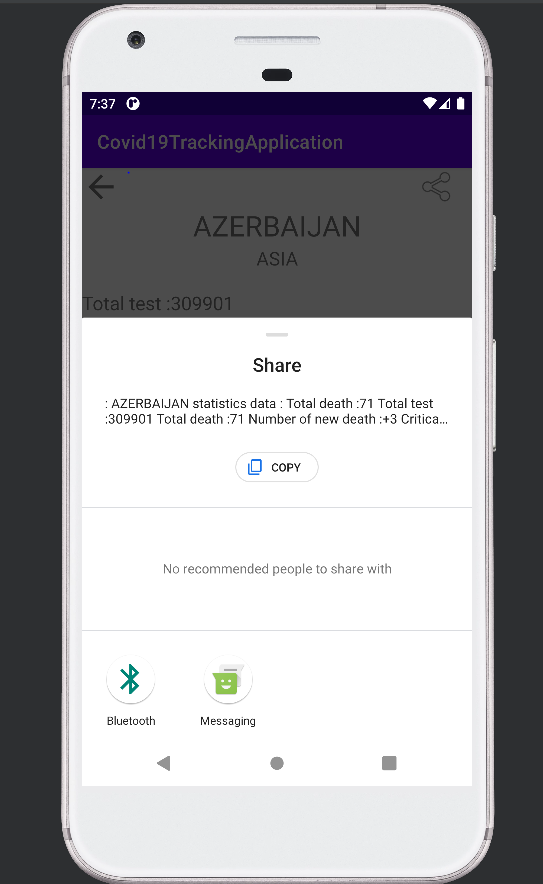 7:37
Covid19TrackingApplication
AZERBAIJAN
ASIA
Total test :309901
Share
: AZERBAIJAN statistics data : Total death :71 Total test
:309901 Total death :71 Number of new death :+3 Critica...
COPY
No recommended people to share with
Bluetooth
Messaging